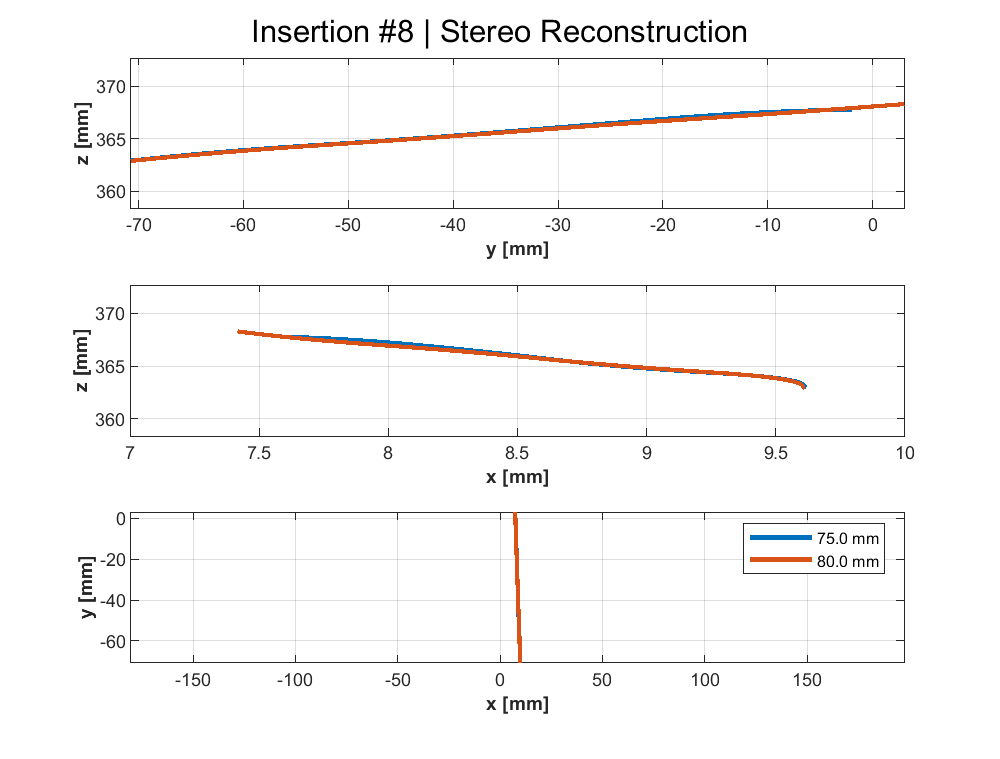 Insertion #8 | Stereo Reconstruction
370
365
360
z [mm]
-70 -60 -50 -40 -30 -20 -10 0
y [mm]
370
365
360
z [mm]
7 7.5 8 8.5 9 9.5 10
x [mm]
0
-20
-40
-60
y [mm]
75.0 mm
80.0 mm
-150 -100 -50 0 50 100 150
x [mm]